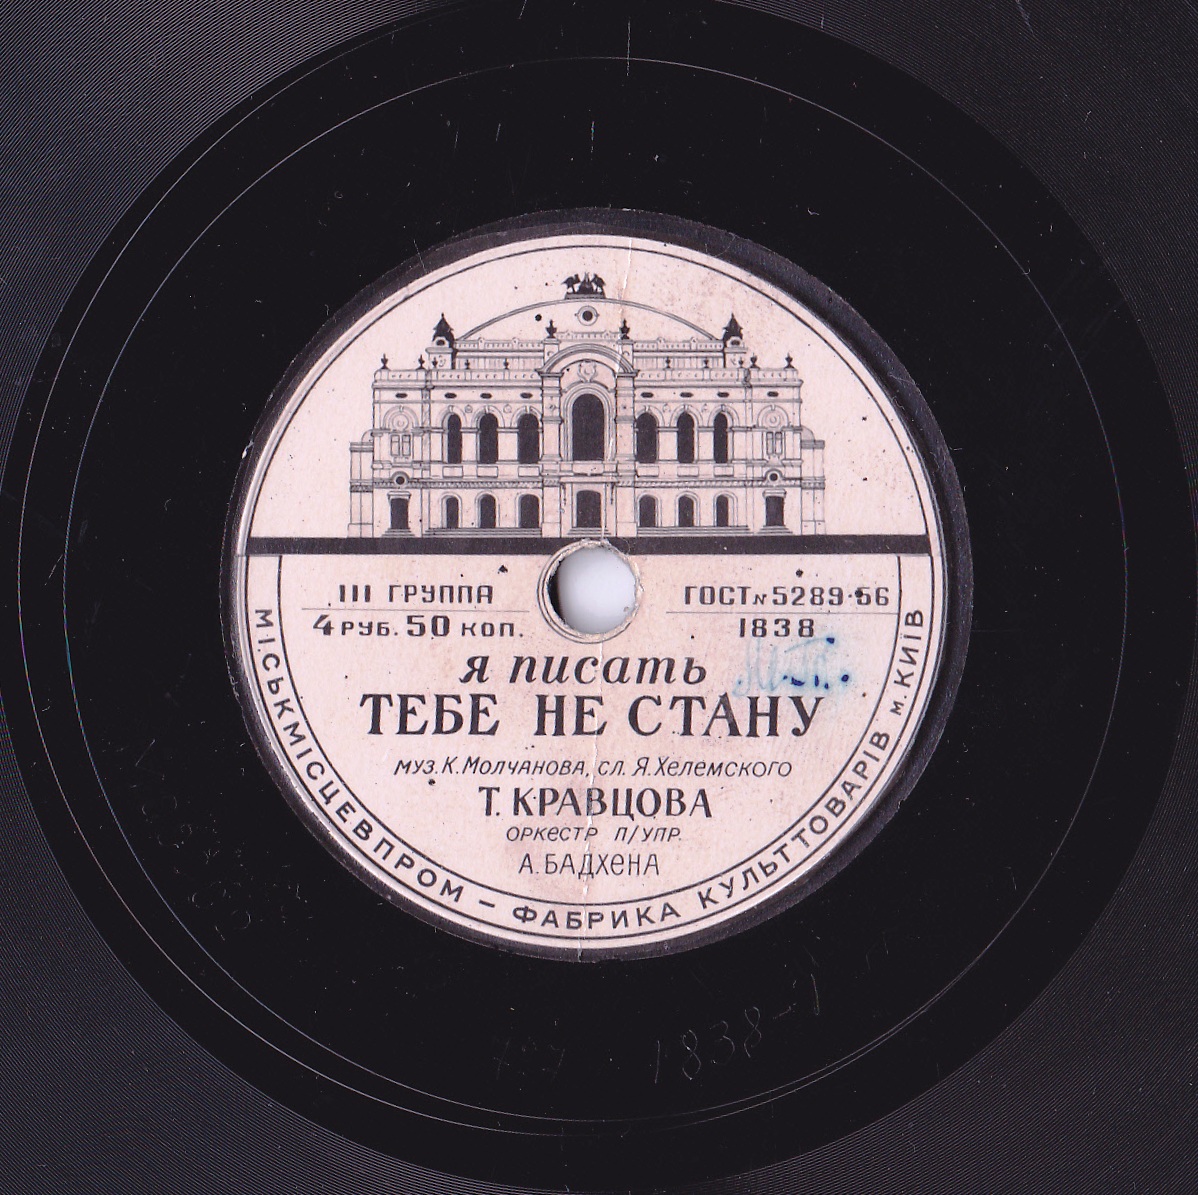 III ГРУППА
4 РУБ. 50 КОП.
ГОСТ № 5289-56
1838
Я писать
ТЕБЕ НЕ СТАНУ
муз. К. Молчанова, сл. Я. Хелемского
Т. КРАВЦОВА
оркестр п/упр.
А. БАДХЕНА
М.І.СЬКМІСЦЕВПРОМ – ФАБРИКА КУЛЬТТОВАРІВ м. КИЇВ
1838-1